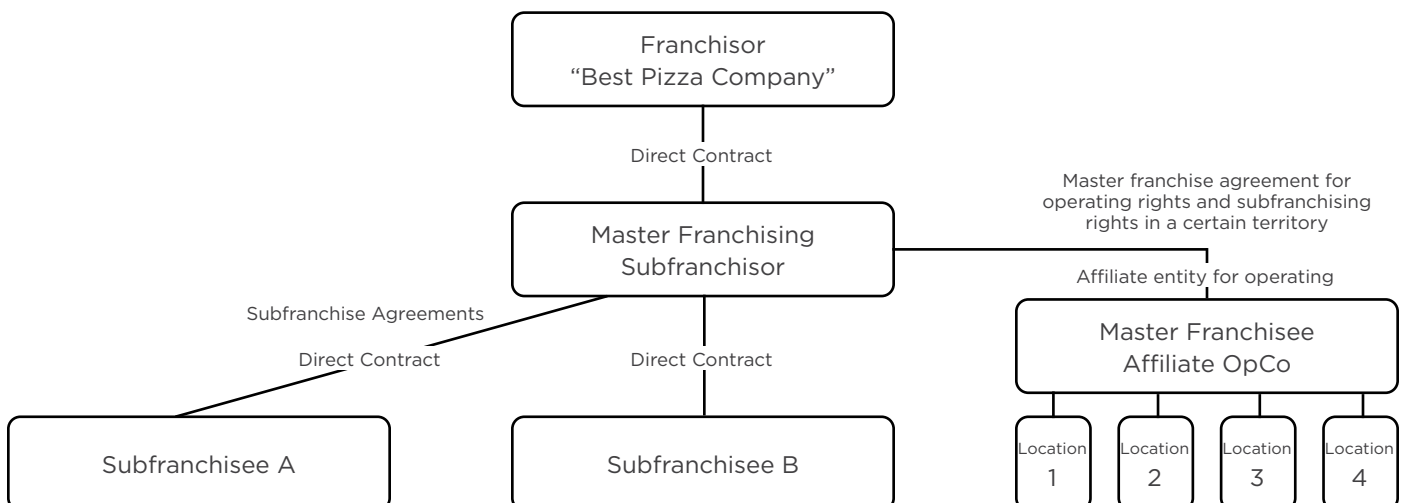 Franchisor
“Best Pizza Company”
Direct Contract
Master franchise agreement for
operating rights and subfranchising
rights in a certain territory
Master Franchising
Subfranchisor
Affiliate entity for operating
Subfranchise Agreements
Master Franchisee
Affiliate OpCo
Direct Contract
Direct Contract
Subfranchisee A
Subfranchisee B
Location
1
Location
2
Location
3
Location
4